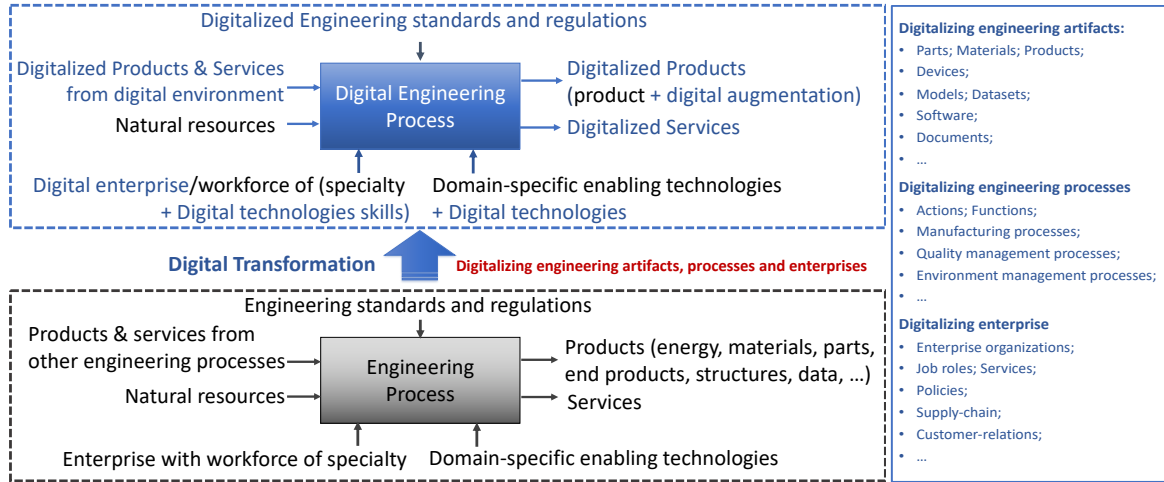 Digitalized Engineering standards and regulations
Digitalized Products & Services
from digital environment
Natural resources
Digital Engineering
Process
Digitalized Products
(product + digital augmentation)
Digitalized Services
Digital enterprise/workforce of (specialty
+ Digital technologies skills)
Domain-specific enabling technologies
+ Digital technologies
Digital Transformation
Digitalizing engineering artifacts, processes and enterprises
Engineering standards and regulations
Products & services from
other engineering processes
Natural resources
Engineering
Process
Products (energy, materials, parts,
end products, structures, data, …)
Services
Enterprise with workforce of specialty
Domain-specific enabling technologies
Digitalizing engineering artifacts:
• Parts; Materials; Products;
• Devices;
• Models; Datasets;
• Software;
• Documents;
• …
Digitalizing engineering processes
• Actions; Functions;
• Manufacturing processes;
• Quality management processes;
• Environment management processes;
• …
Digitalizing enterprise
• Enterprise organizations;
• Job roles; Services;
• Policies;
• Supply-chain;
• Customer-relations;
• …